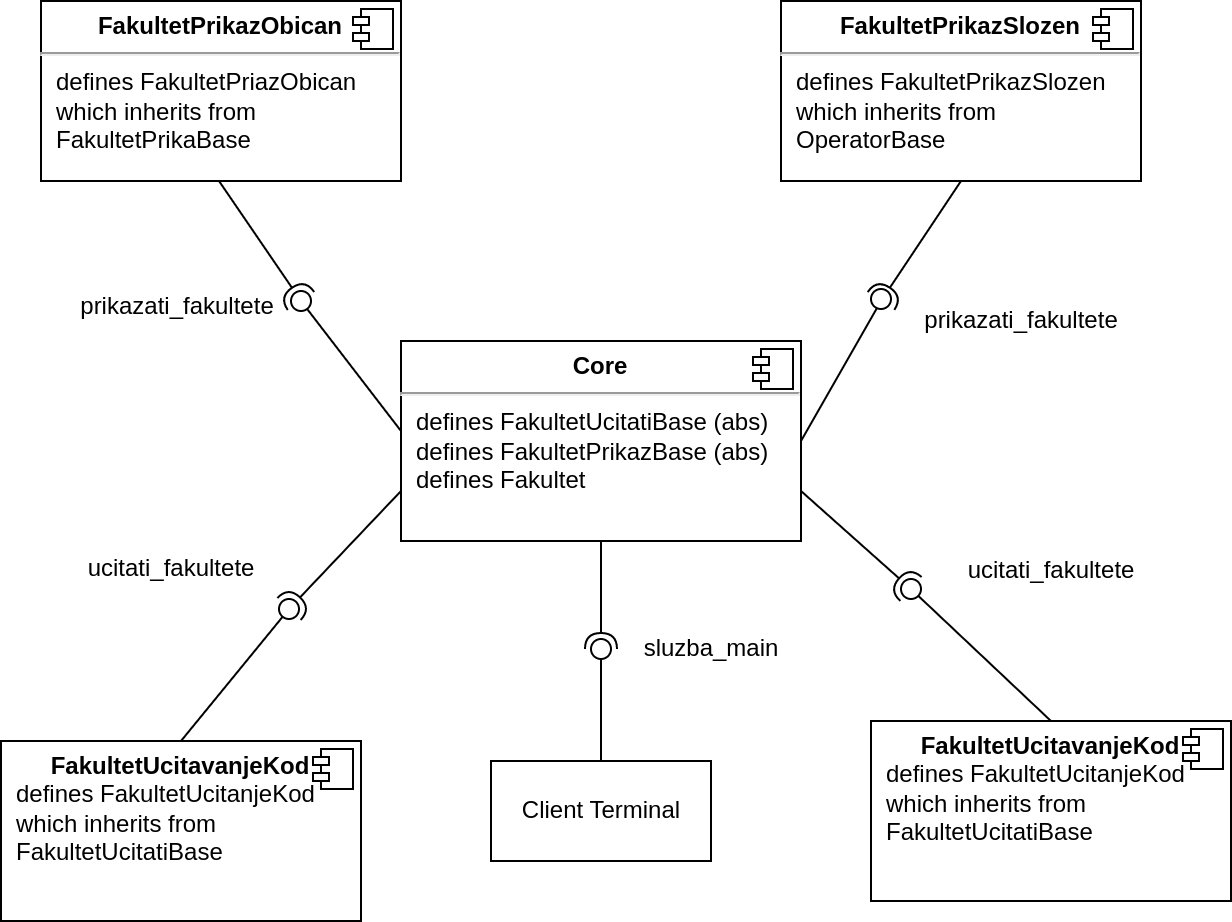 FakultetPrikazObican
defines FakultetPriazObican
which inherits from
FakultetPrikaBase
FakultetPrikazSlozen
defines FakultetPrikazSlozen
which inherits from
OperatorBase
prikazati_fakultete
prikazati_fakultete
Core
defines FakultetUcitatiBase (abs)
defines FakultetPrikazBase (abs)
defines Fakultet
ucitati_fakultete
ucitati_fakultete
sluzba_main
FakultetUcitavanjeKod
defines FakultetUcitanjeKod
which inherits from
FakultetUcitatiBase
Client Terminal
FakultetUcitavanjeKod
defines FakultetUcitanjeKod
which inherits from
FakultetUcitatiBase